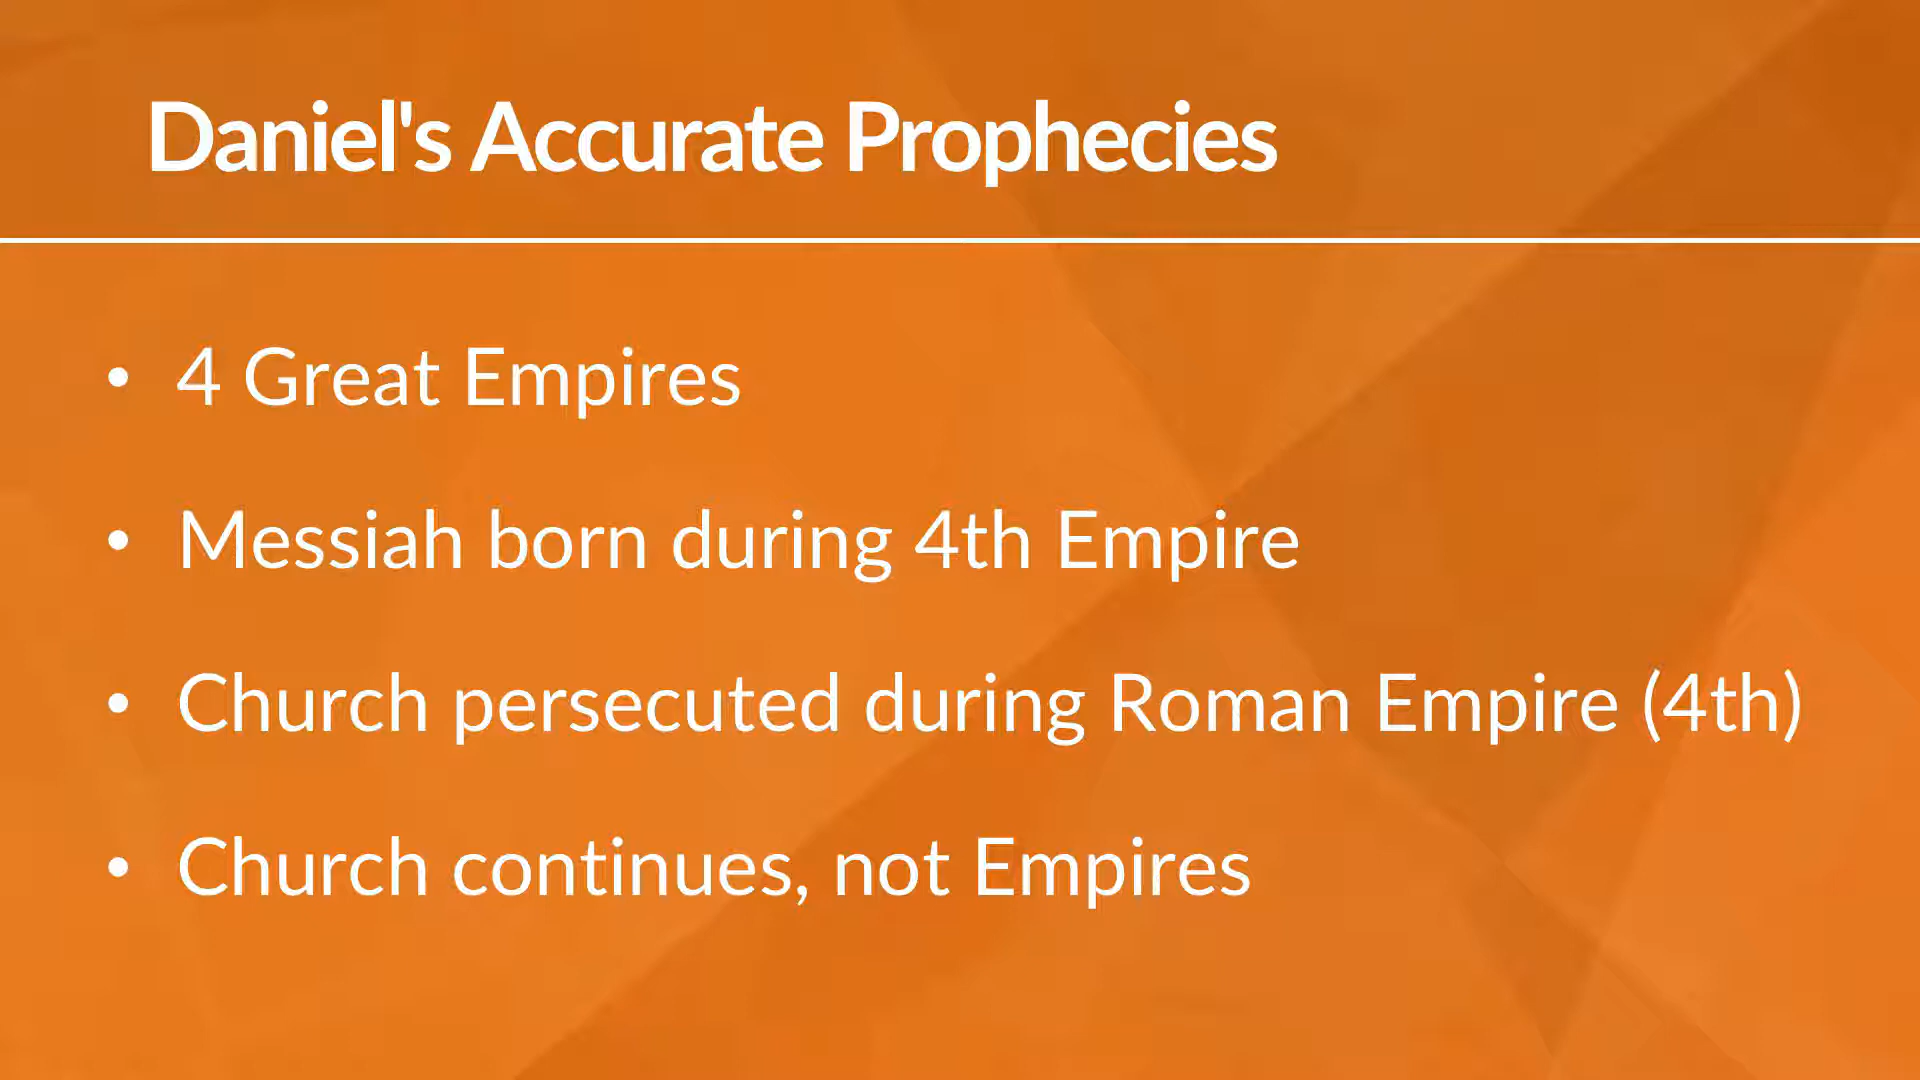 Daniel's Accurate Prophecies
• 4 Great Empires
• Messiah born during 4th Empire
• Church persecuted during Roman Empire (4th)
• Church continues, not Empires